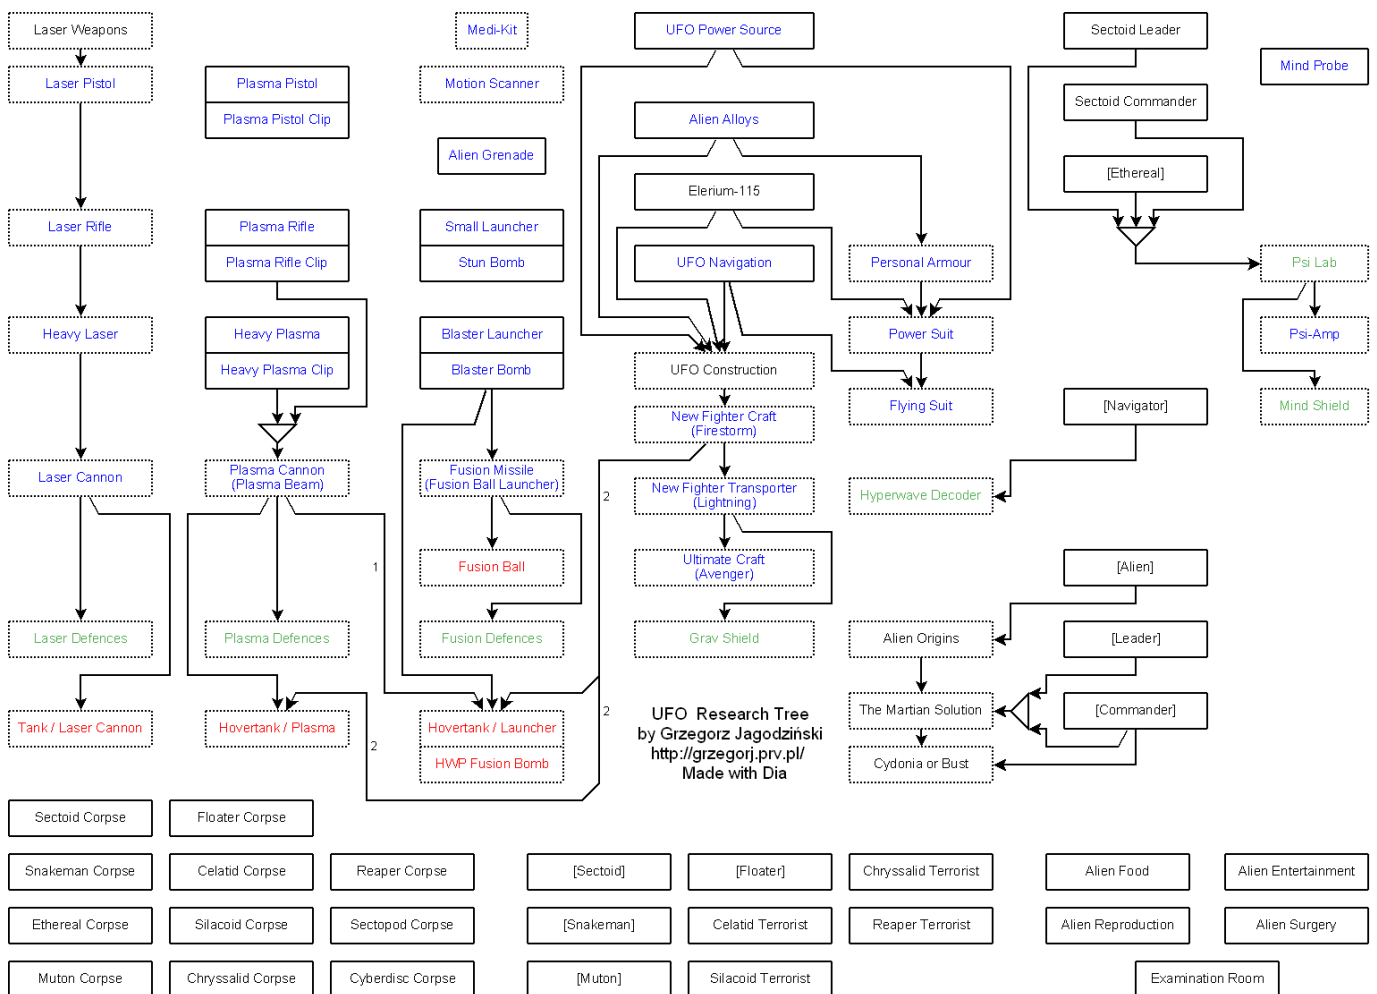 Laser Weapons
Medi-Kit
UFO Power Source
Sectoid Leader
Mind Probe
Laser Pistol
Plasma Pistol
Motion Scanner
Sectoid Commander
Plasma Pistol Clip
Alien Alloys
Alien Grenade
[Ethereal]
Elerium-115
Laser Rifle
Plasma Rifle
Small Launcher
Plasma Rifle Clip
Stun Bomb
UFO Navigation
Personal Armour
Psi Lab
Heavy Laser
Heavy Plasma
Blaster Launcher
Power Suit
Psi-Amp
Heavy Plasma Clip
Blaster Bomb
UFO Construction
New Fighter Craft
(Firestorm)
Flying Suit
[Navigator]
Mind Shield
Laser Cannon
Plasma Cannon
(Plasma Beam)
Fusion Missile
(Fusion Ball Launcher)
2
New Fighter Transporter
(Lightning)
Hyperwave Decoder
1
Fusion Ball
Ultimate Craft
(Avenger)
[Alien]
Laser Defences
Plasma Defences
Fusion Defences
Grav Shield
Alien Origins
[Leader]
Tank / Laser Cannon
Hovertank / Plasma
2
Hovertank / Launcher
HWP Fusion Bomb
2
UFO Research Tree
by Grzegorz Jagodziński
http://grzegorj.prv.pl/
Made with Dia
The Martian Solution
[Commander]
Cydonia or Bust
Sectoid Corpse
Floater Corpse
Snakeman Corpse
Celatid Corpse
Reaper Corpse
[Sectoid]
[Floater]
Chryssalid Terrorist
Alien Food
Alien Entertainment
Ethereal Corpse
Silacoid Corpse
Sectopod Corpse
[Snakeman]
Celatid Terrorist
Reaper Terrorist
Alien Reproduction
Alien Surgery
Muton Corpse
Chryssalid Corpse
Cyberdisc Corpse
[Muton]
Silacoid Terrorist
Examination Room